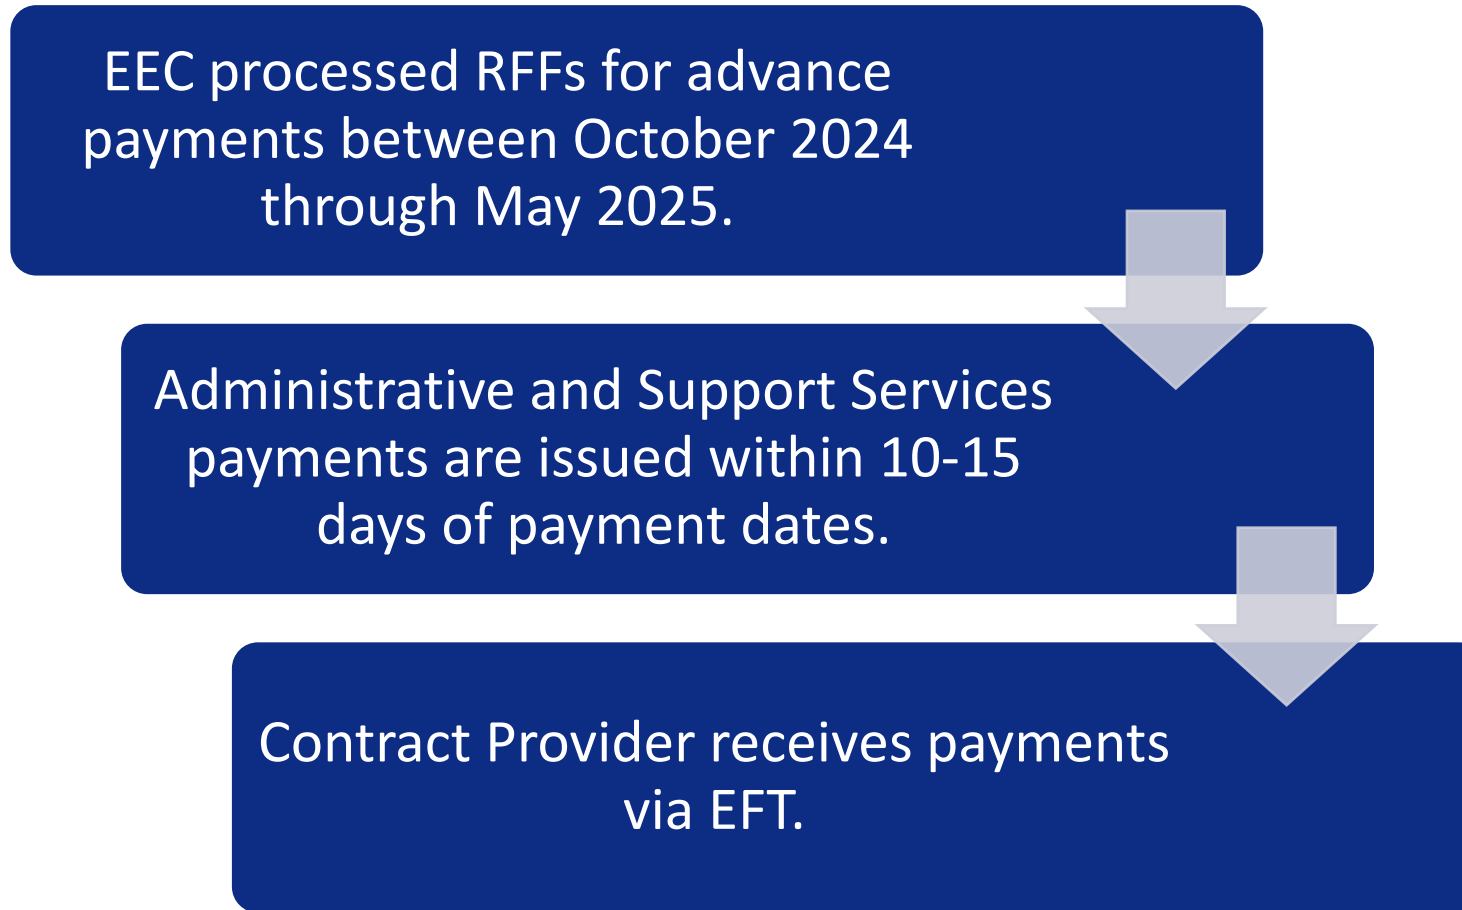 EEC processed RFFs for advance
payments between October 2024
through May 2025.
Administrative and Support Services
payments are issued within 10-15
days of payment dates.
Contract Provider receives payments
via EFT.